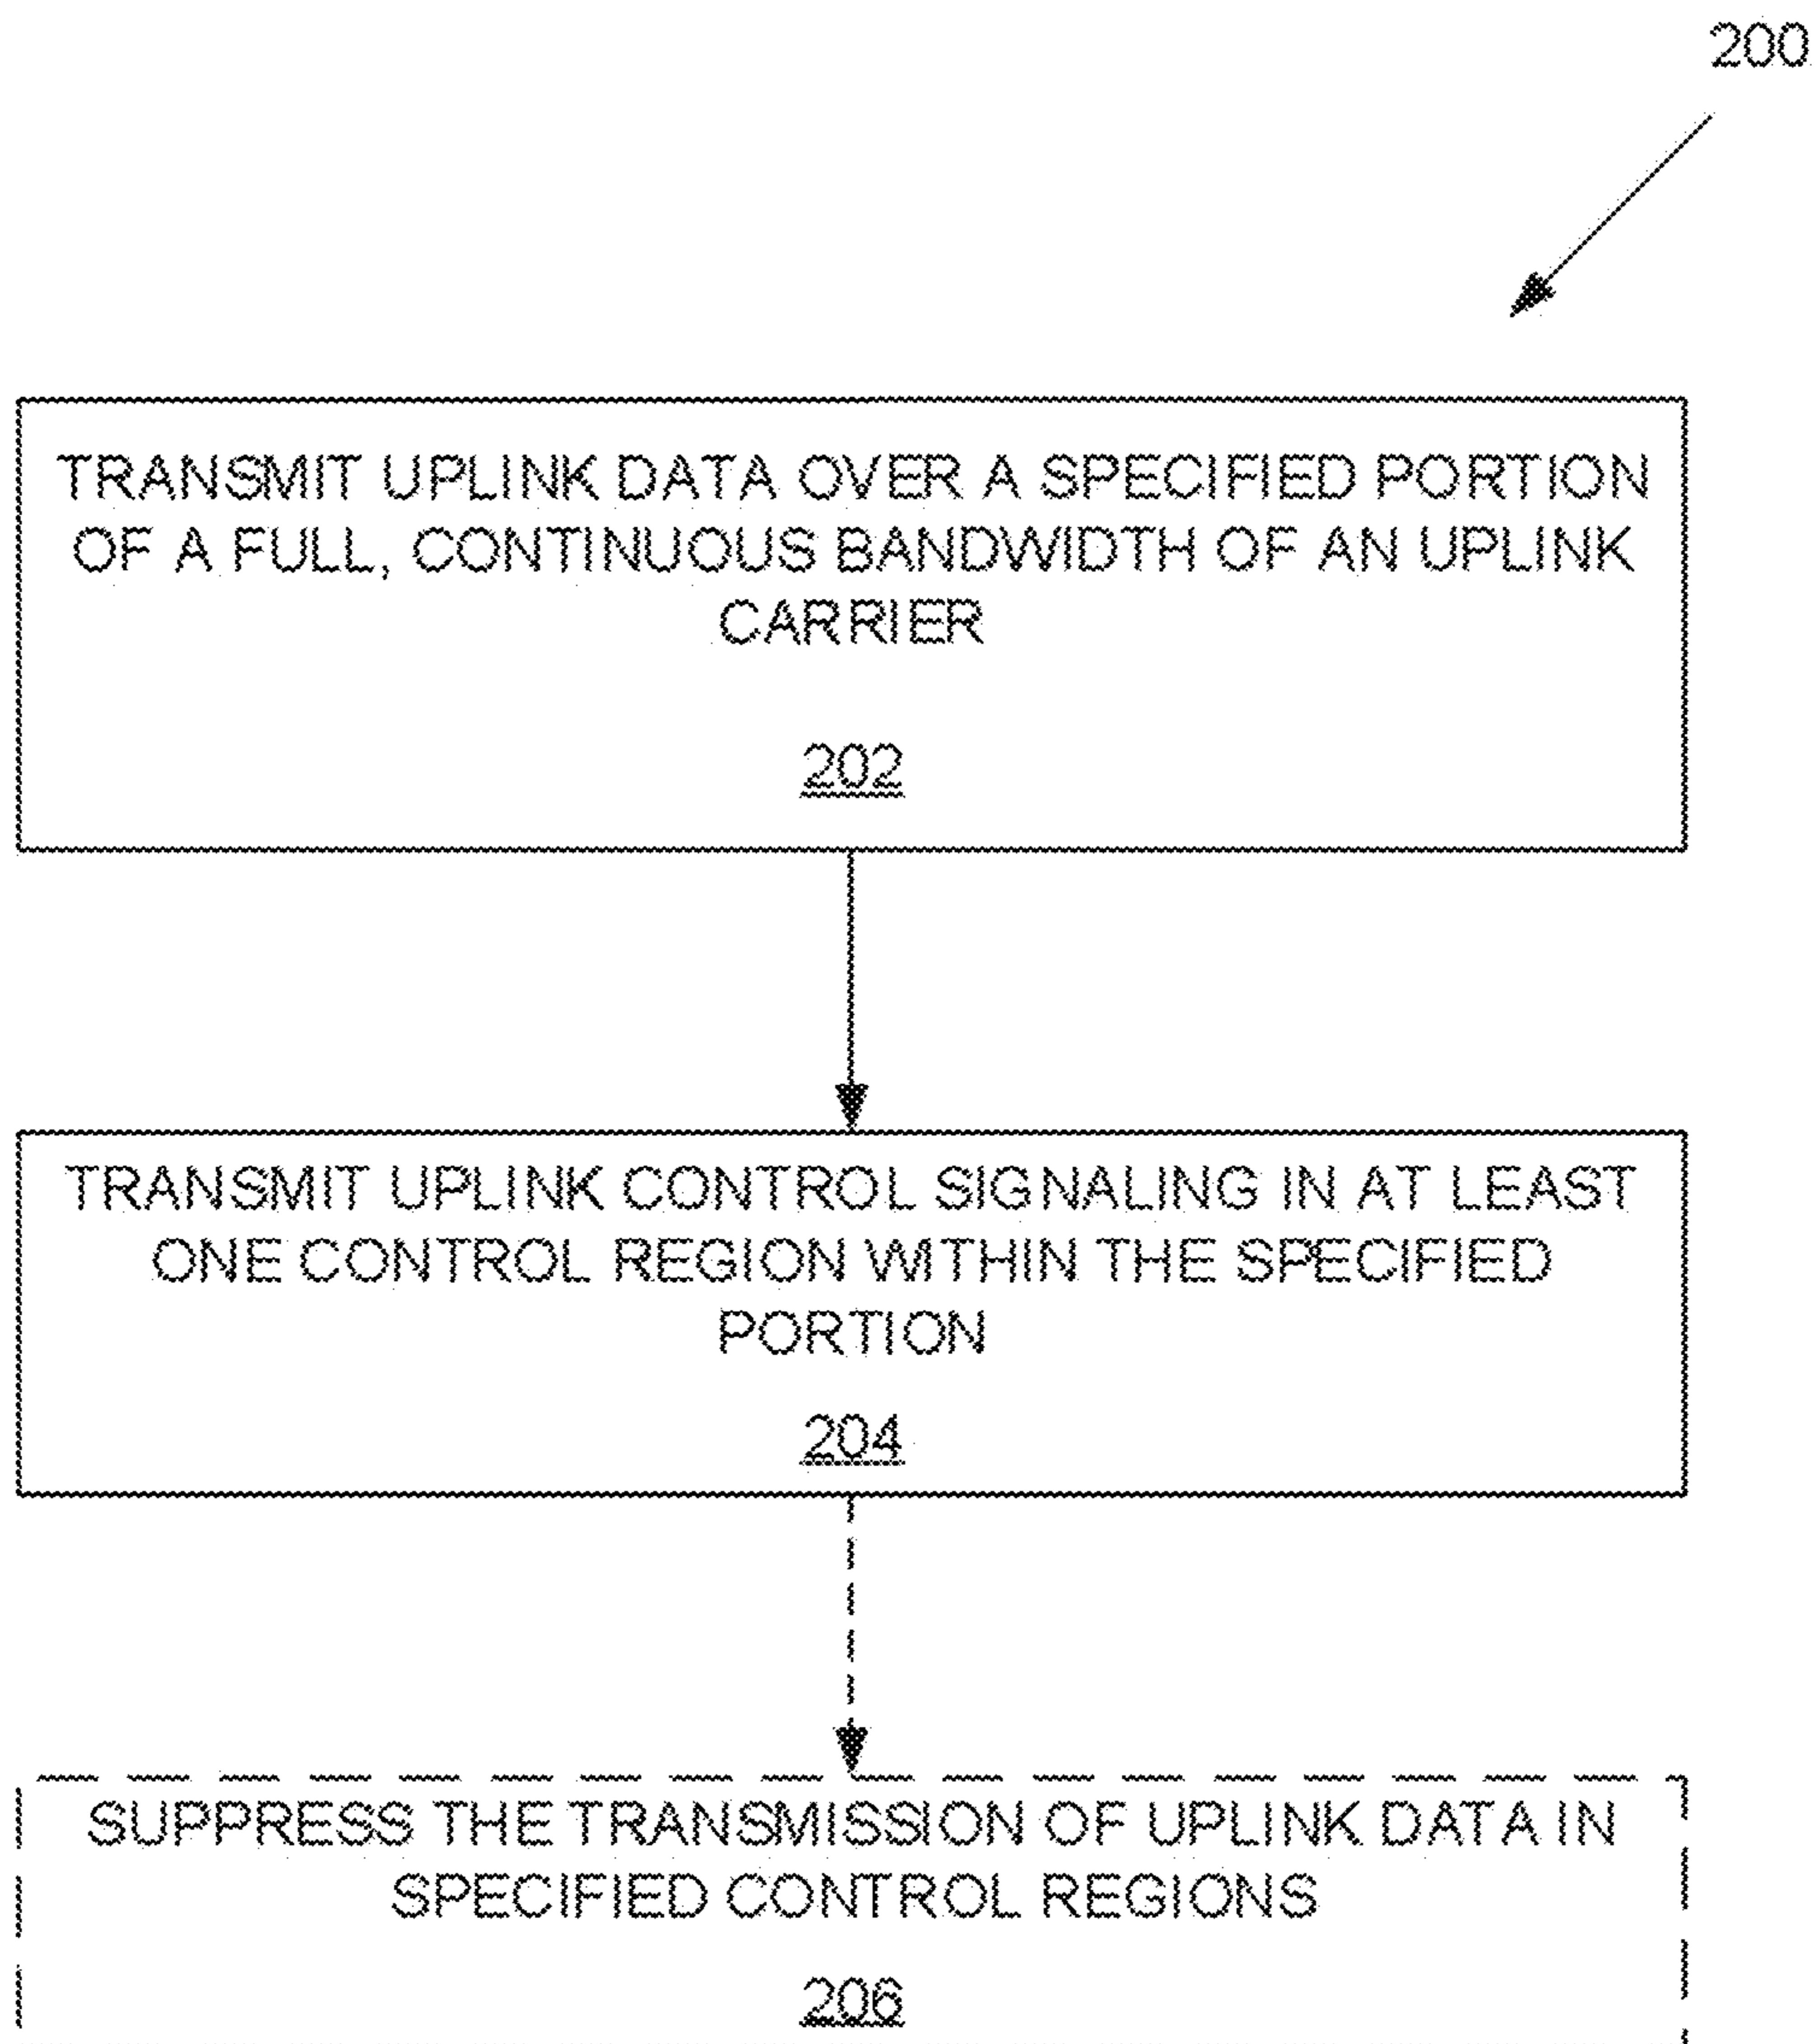 200
TRANSMIT UPLINK DATA OVER A SPECIFIED PORTION
OF A FULL, CONTINUOUS BANDWIDTH OF AN UPLINK
CARRIER
202
TRANSMIT UPLINK CONTROL SIGNALING IN AT LEAST
ONE CONTROL REGION WITHIN THE SPECIFIED
PORTION
204
SUPPRESS THE TRANSMISSION OF UPLINK DATA IN
SPECIFIED CONTROL REGIONS
206